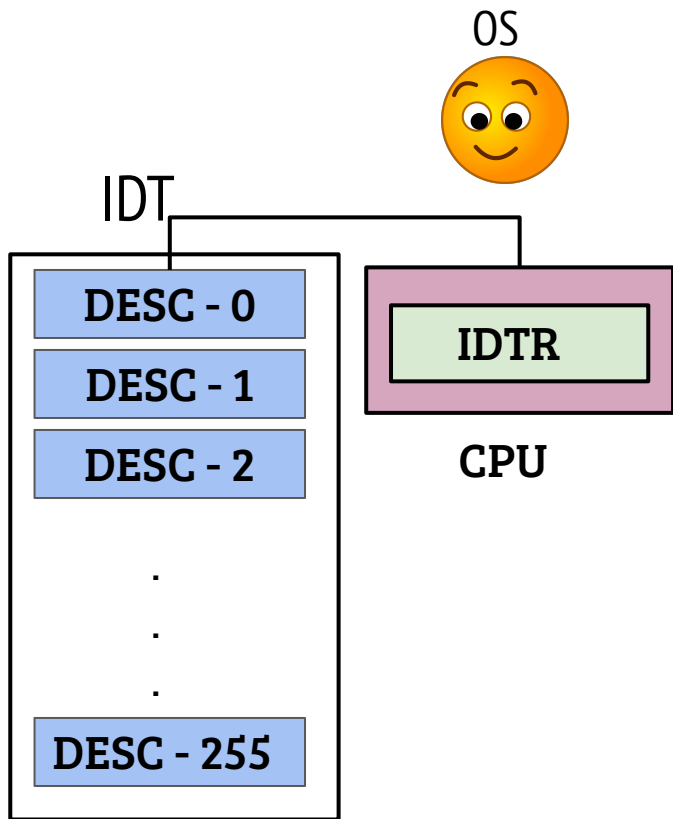 OS
IDT
DESC - 0
DESC - 1
DESC - 2
.
.
.
DESC - 255
IDTR
CPU